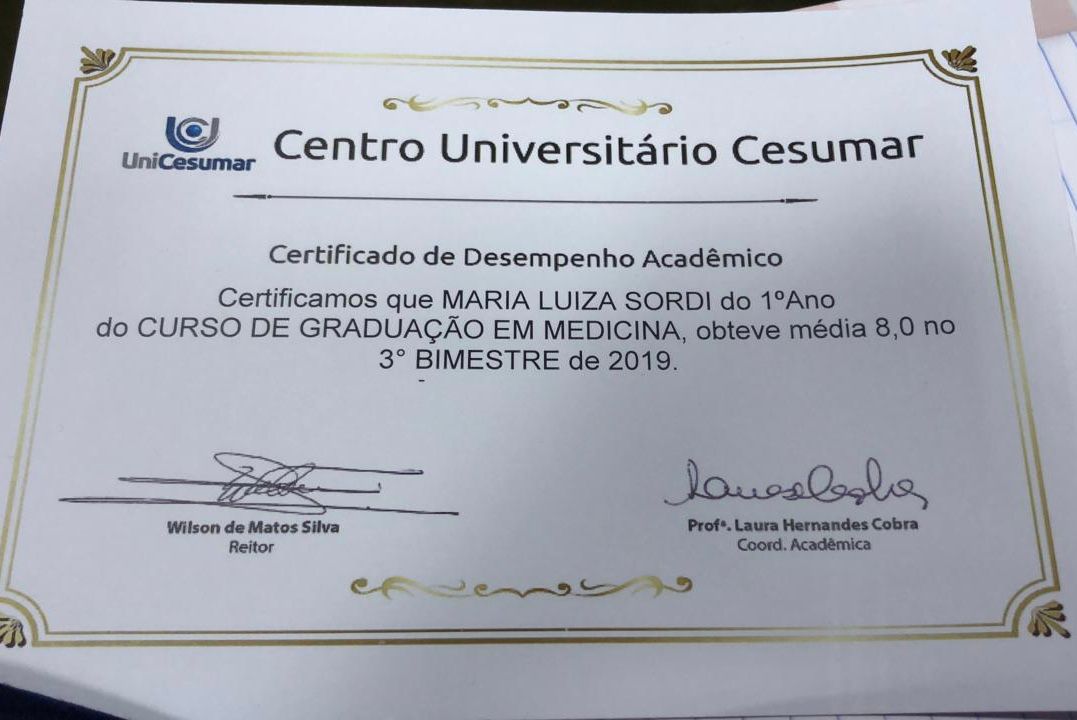 UniCesumar
Centro Universitário Cesumar
Certificado de Desempenho Acadêmico
Certificamos que MARIA LUIZA SORDI do 1ºAno
do CURSO DE GRADUAÇÃO EM MEDICINA, obteve média 8,0 no
3° BIMESTRE de 2019.
Wilson de Matos Silva
Reitor
Profª. Laura Hernandes Cobra
Coord. Acadêmica